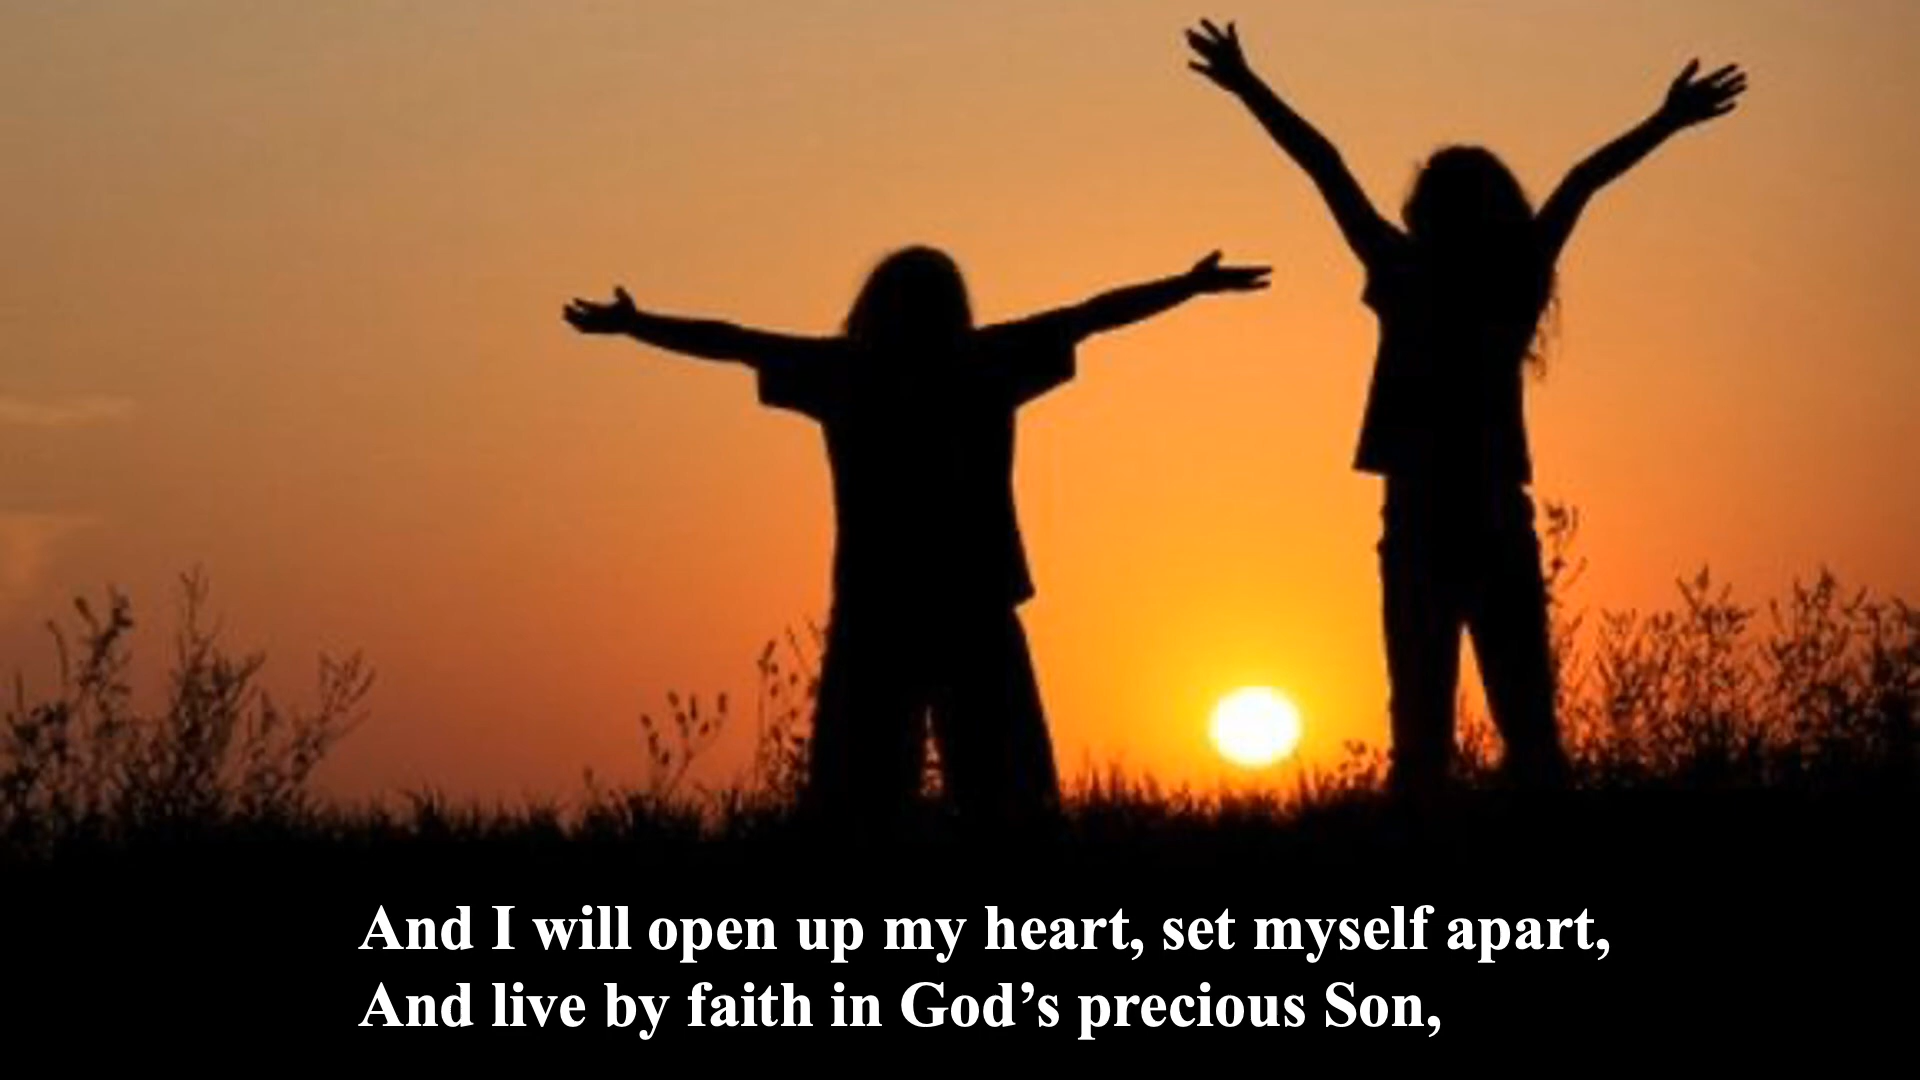 And I will open up my heart, set myself apart,
And live by faith in God’s precious Son,